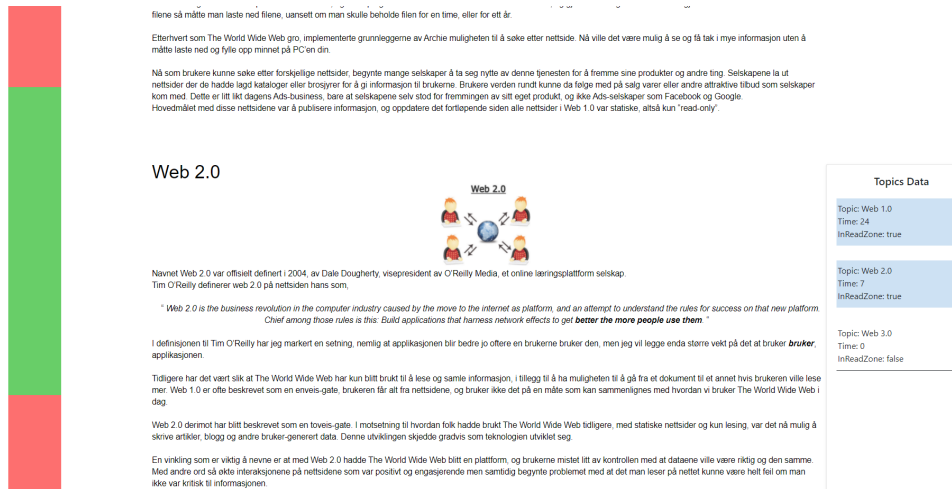 filene så måtte man laste ned filene, uansett om man skulle beholde filen for en time, eller for ett år.
Etterhvert som The World Wide Web gro, implementerte grunnleggerne av Archie muligheten til å søke etter nettside. Nå ville det være mulig å se og få tak i mye informasjon uten å
måtte laste ned og fylle opp minnet på PC'en din.
Nå som brukere kunne søke etter forskjellige nettsider, begynte mange selskaper å ta seg nytte av denne tjenesten for å fremme sine produkter og andre ting. Selskapene la ut
nettsider der de hadde lagd kataloger eller brosjyrer for å gi informasjon til brukerne. Brukere verden rundt kunne da følge med på salg varer eller andre attraktive tilbud som selskaper
kom med. Dette er litt likt dagens Ads-business, bare at selskapene selv stod for fremmingen av sitt eget produkt, og ikke Ads-selskaper som Facebook og Google.
Hovedmålet med disse nettsidene var å publisere informasjon, og oppdatere det fortløpende siden alle nettsider i Web 1.0 var statiske, altså kun "read-only".
Web 2.0
Web 2.0
Navnet Web 2.0 var offisielt definert i 2004, av Dale Dougherty, visepresident av O'Reilly Media, et online læringsplattform selskap.
Tim O'Reilly definerer web 2.0 på nettsiden hans som,
" Web 2.0 is the business revolution in the computer industry caused by the move to the internet as platform, and an attempt to understand the rules for success on that new platform.
Chief among those rules is this: Build applications that harness network effects to get better the more people use them. "
I definisjonen til Tim O'Reilly har jeg markert en setning, nemlig at applikasjonen blir bedre jo oftere en brukerne bruker den, men jeg vil legge enda større vekt på det at bruker bruker,
applikasjonen.
Tidligere har det vært slik at The World Wide Web har kun blitt brukt til å lese og samle informasjon, i tillegg til å ha muligheten til å gå fra et dokument til et annet hvis brukeren ville lese
mer. Web 1.0 er ofte beskrevet som en enveis-gate, brukeren får alt fra nettsidene, og bruker ikke det på en måte som kan sammenlignes med hvordan vi bruker The World Wide Web i
dag.
Web 2.0 derimot har blitt beskrevet som en toveis-gate. I motsetning til hvordan folk hadde brukt The World Wide Web tidligere, med statiske nettsider og kun lesing, var det nå mulig å
skrive artikler, blogg og andre bruker-generert data. Denne utviklingen skjedde gradvis som teknologien utviklet seg.
En vinkling som er viktig å nevne er at med Web 2.0 hadde The World Wide Web blitt en plattform, og brukerne mistet litt av kontrollen med at dataene ville være riktig og den samme.
Med andre ord så økte interaksjonene på nettsidene som var positivt og engasjerende men samtidig begynte problemet med at det man leser på nettet kunne være helt feil om man
ikke var kritisk til informasjonen.
Topics Data
Topic: Web 1.0
Time: 24
InReadZone: true
Topic: Web 2.0
Time: 7
InReadZone: true
Topic: Web 3.0
Time: 0
InReadZone: false